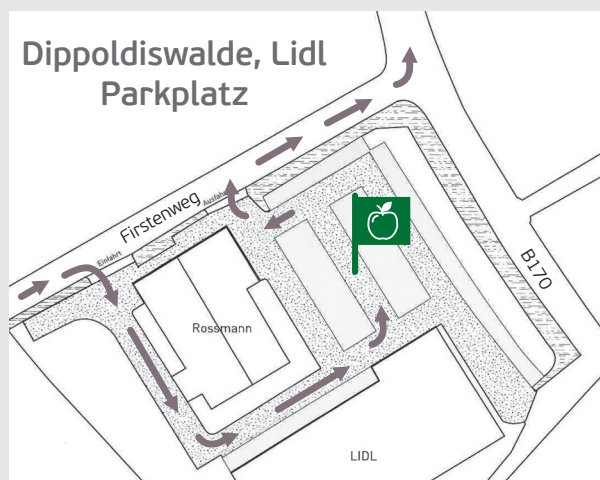 Dippoldiswalde, Lidl
Parkplatz
Firstenweg
Ausfahrt
Einfahrt
B170
Rossmann
LIDL